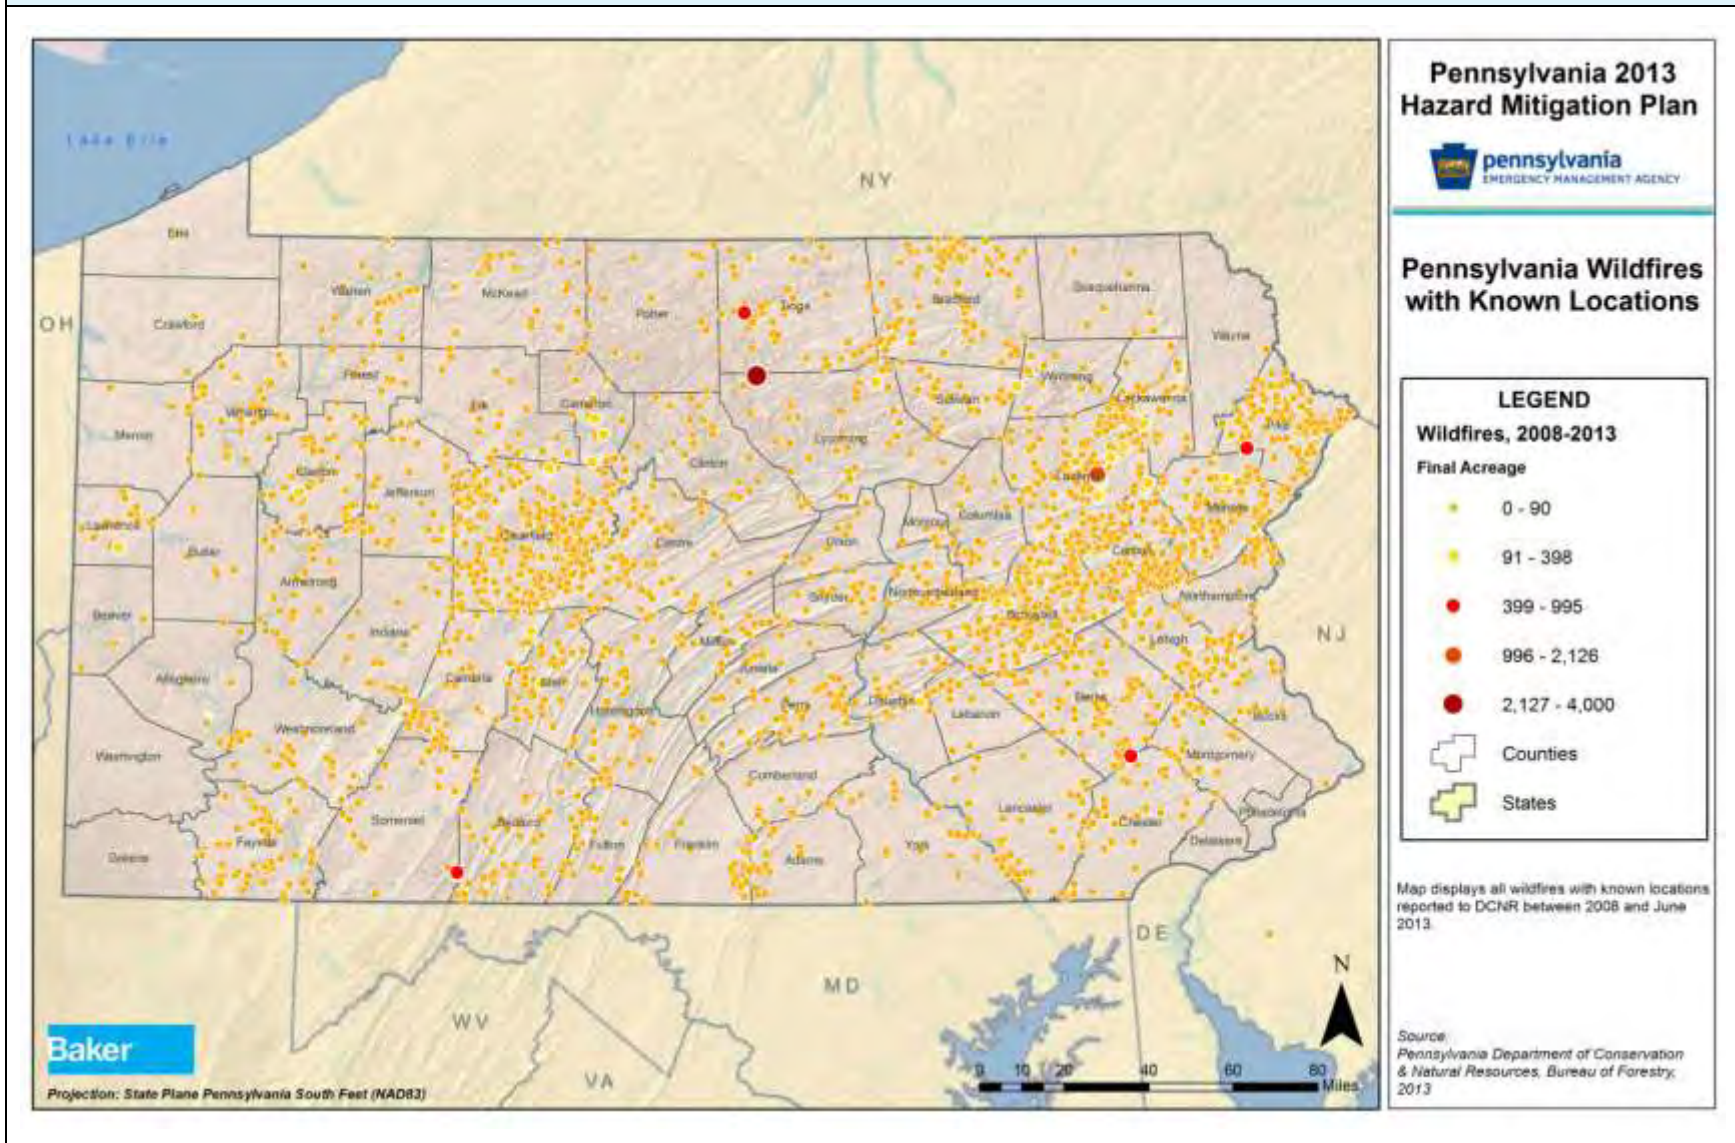 Pennsylvania 2013
Hazard Mitigation Plan
pennsylvania
EMERGENCY MANAGEMENT AGENCY
Pennsylvania Wildfires
with Known Locations
LEGEND
Wildfires, 2008-2013
Final Acreage
0 - 90
91 - 398
399 - 995
996 - 2,126
2,127 - 4,000
Counties
States
Map displays all wildfires with known locations
reported to DCNR between 2008 and June
2013.
Source:
Pennsylvania Department of Conservation
& Natural Resources, Bureau of Forestry,
2013
Lake Erie
NY
OH
Erie
Crawford
Warren
McKean
Potter
Tioga
Bradford
Susquehanna
Wayne
Forest
Venango
Elk
Cameron
Wyoming
Sullivan
Lackawanna
Pike
Mercer
Lycoming
Clinton
Clarion
Jefferson
Luzerne
Monroe
Lawrence
Butler
Clearfield
Centre
Union
Montour
Columbia
Carbon
Armstrong
Snyder
Northumberland
Northampton
Beaver
Indiana
Mifflin
Schuylkill
Lehigh
NJ
Allegheny
Cambria
Blair
Huntingdon
Juniata
Perry
Dauphin
Lebanon
Berks
Bucks
Westmoreland
Washington
Cumberland
Montgomery
Somerset
Bedford
Fulton
Franklin
Adams
York
Lancaster
Chester
Philadelphia
Delaware
Fayette
Greene
DE
MD
WV
VA
N
0 10 20 40 60 80
Miles
Baker
Projection: State Plane Pennsylvania South Feet (NAD83)